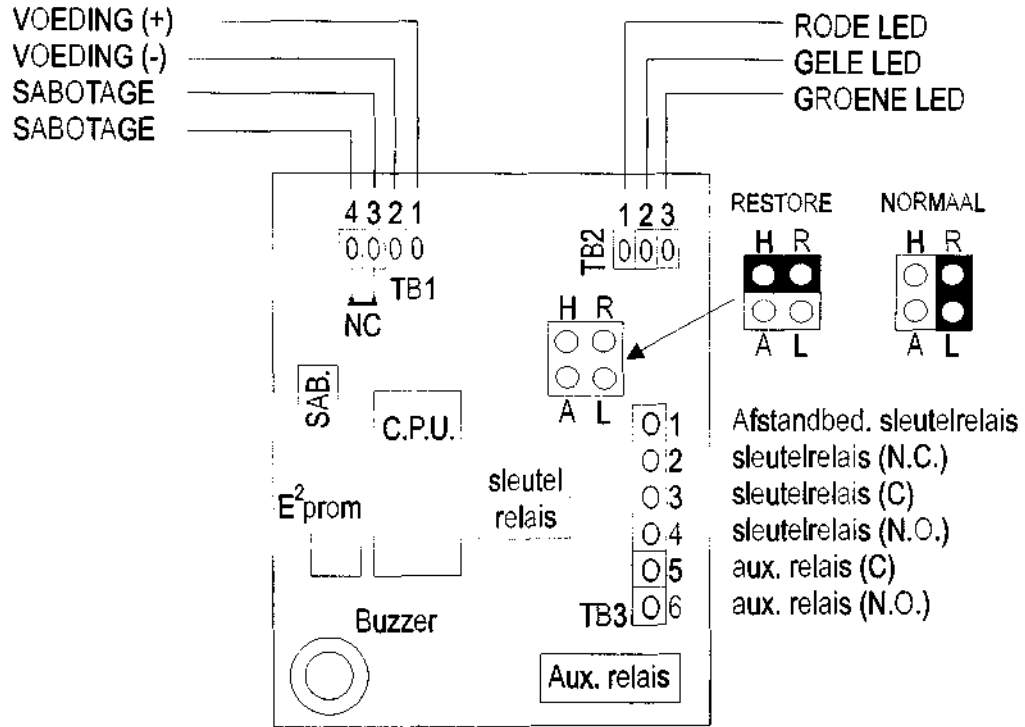 VOEDING (+)
VOEDING (-)
SABOTAGE
SABOTAGE
RODE LED
GELE LED
GROENE LED
4 3 2 1
TB1
NC
1 2 3
TB2
H R
A L
RESTORE
H R
A L
NORMAAL
H R
A L
SAB.
C.P.U.
E²prom
sleutel
relais
Buzzer
1 Afstandbed. sleutelrelais
2 sleutelrelais (N.C.)
3 sleutelrelais (C)
4 sleutelrelais (N.O.)
5 aux. relais (C)
6 aux. relais (N.O.)
TB3
Aux. relais